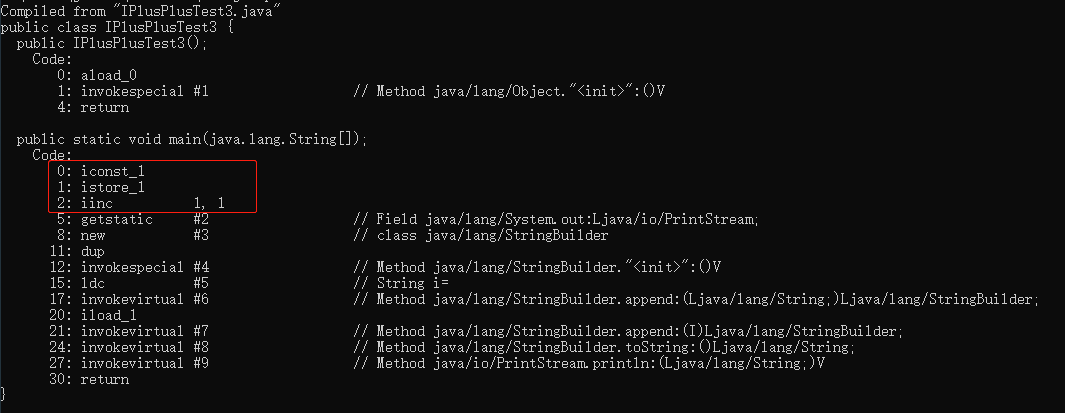 Compiled from "IPlusPlusTest3.java"
public class IPlusPlusTest3 {
  public IPlusPlusTest3();
    Code:
       0: aload_0
       1: invokespecial #1                  // Method java/lang/Object."<init>":()V
       4: return

  public static void main(java.lang.String[]);
    Code:
       0: iconst_1
       1: istore_1
       2: iinc          1, 1
       5: getstatic     #2                  // Field java/lang/System.out:Ljava/io/PrintStream;
       8: new           #3                  // class java/lang/StringBuilder
      11: dup
      12: invokespecial #4                  // Method java/lang/StringBuilder."<init>":()V
      15: ldc           #5                  // String i=
      17: invokevirtual #6                  // Method java/lang/StringBuilder.append:(Ljava/lang/String;)Ljava/lang/StringBuilder;
      20: iload_1
      21: invokevirtual #7                  // Method java/lang/StringBuilder.append:(I)Ljava/lang/StringBuilder;
      24: invokevirtual #8                  // Method java/lang/StringBuilder.toString:()Ljava/lang/String;
      27: invokevirtual #9                  // Method java/io/PrintStream.println:(Ljava/lang/String;)V
      30: return
}